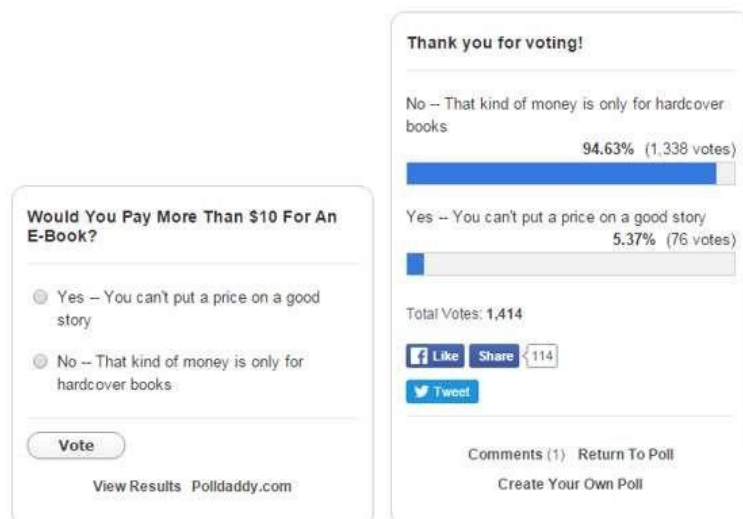 Would You Pay More Than $10 For An
E-Book?
Yes -- You can't put a price on a good
story
No -- That kind of money is only for
hardcover books
Vote
View Results Polldaddy.com
Thank you for voting!
No -- That kind of money is only for hardcover
books
94.63% (1,338 votes)
Yes -- You can't put a price on a good story
5.37% (76 votes)
Total Votes: 1,414
Like Share 114
Tweet
Comments (1) Return To Poll
Create Your Own Poll